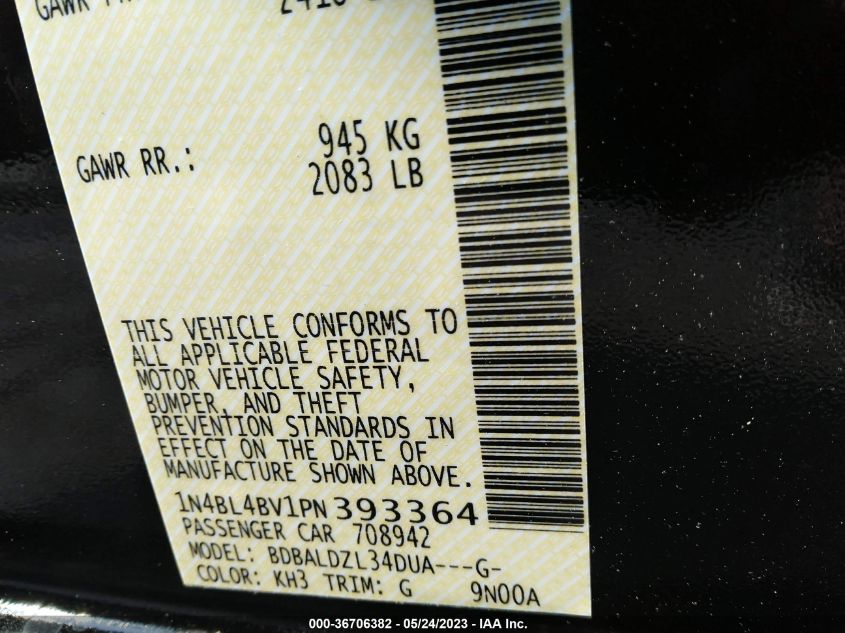 GAWR
GAWR RR.: 945 KG
2083 LB
THIS VEHICLE CONFORMS TO
ALL APPLICABLE FEDERAL
MOTOR VEHICLE SAFETY,
BUMPER, AND THEFT
PREVENTION STANDARDS IN
EFFECT ON THE DATE OF
MANUFACTURE SHOWN ABOVE.
1N4BL4BV1PN393364
PASSENGER CAR 708942
MODEL: BDBALDZL34DUA---G-
COLOR: KH3 TRIM: G 9N00A
000-36706382 - 05/24/2023 - IAA Inc.